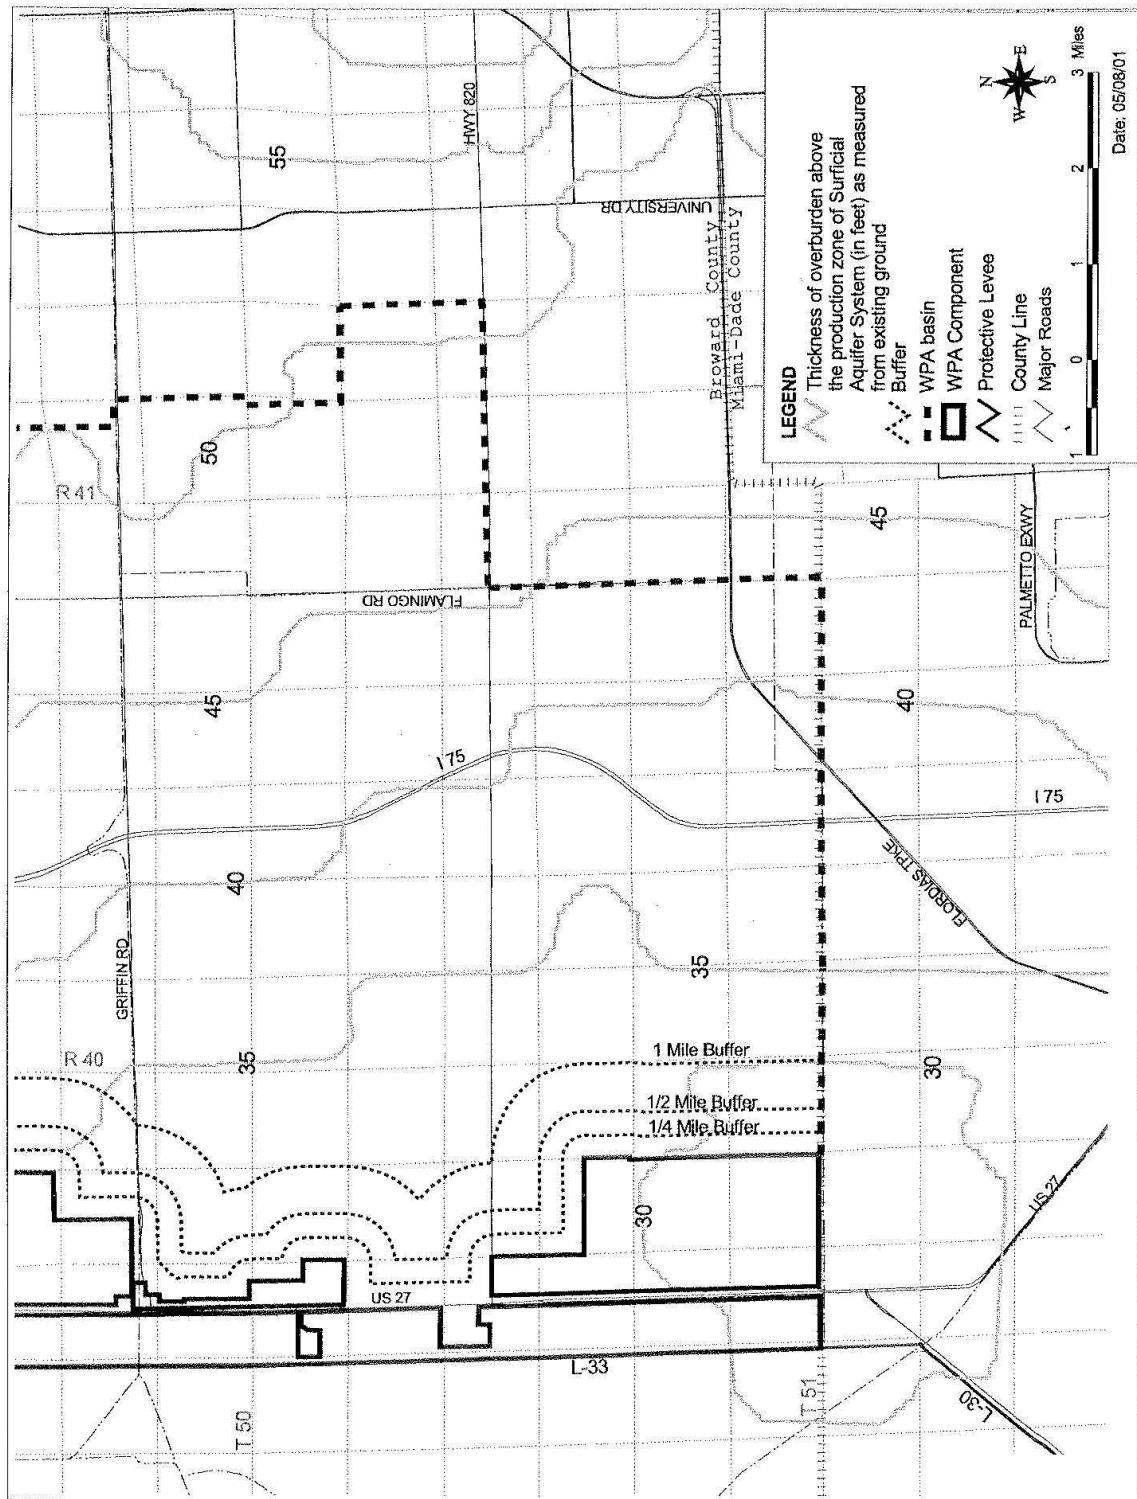 R 40
R 41
GRIFFIN RD
T 50
35
40
45
50
55
I 75
US 27
FLAMINGO RD
HWY 820
L-33
UNIVERSITY DR
30
1/4 Mile Buffer
1/2 Mile Buffer
1 Mile Buffer
35
Broward County
Miami-Dade County
T 51
L-30
US 27
30
FLORDIAS TPKE
I 75
40
45
PALMETTO EXWY
LEGEND
Thickness of overburden above
the production zone of Surficial
Aquifer System (in feet) as measured
from existing ground
Buffer
WPA basin
WPA Component
Protective Levee
County Line
Major Roads
N
W
E
S
1 0 1 2 3 Miles
Date: 05/08/01